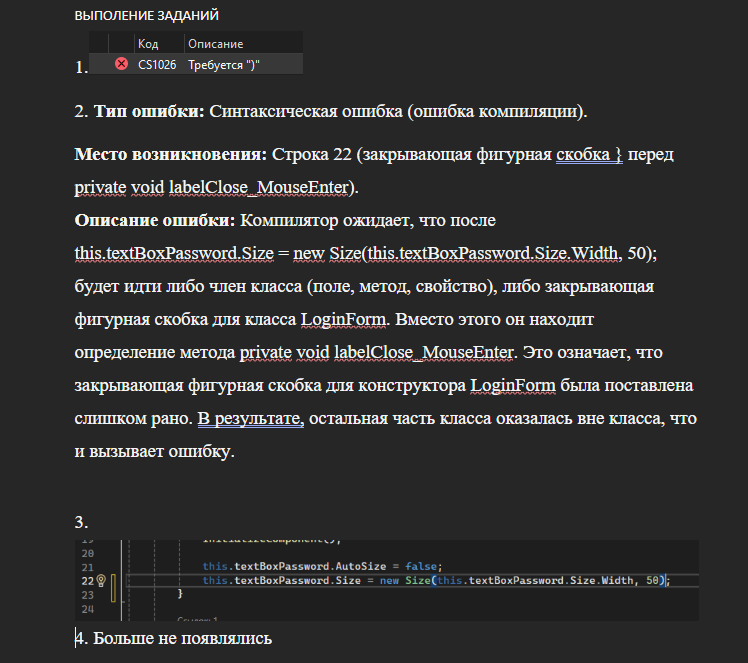 ВЫПОЛЕНИЕ ЗАДАНИЙ
Код Описание
1. CS1026 Требуется ")"
2. Тип ошибки: Синтаксическая ошибка (ошибка компиляции).
Место возникновения: Строка 22 (закрывающая фигурная скобка } перед
private void labelClose_MouseEnter).
Описание ошибки: Компилятор ожидает, что после
this.textBoxPassword.Size = new Size(this.textBoxPassword.Size.Width, 50);
будет идти либо член класса (поле, метод, свойство), либо закрывающая
фигурная скобка для класса LoginForm. Вместо этого он находит
определение метода private void labelClose_MouseEnter. Это означает, что
закрывающая фигурная скобка для конструктора LoginForm была поставлена
слишком рано. В результате, остальная часть класса оказалась вне класса, что
и вызывает ошибку.
3.
19 InitializeComponent();
20
21 this.textBoxPassword.AutoSize = false;
22 this.textBoxPassword.Size = new Size(this.textBoxPassword.Size.Width, 50);
23 }
24
4. Больше не появлялись